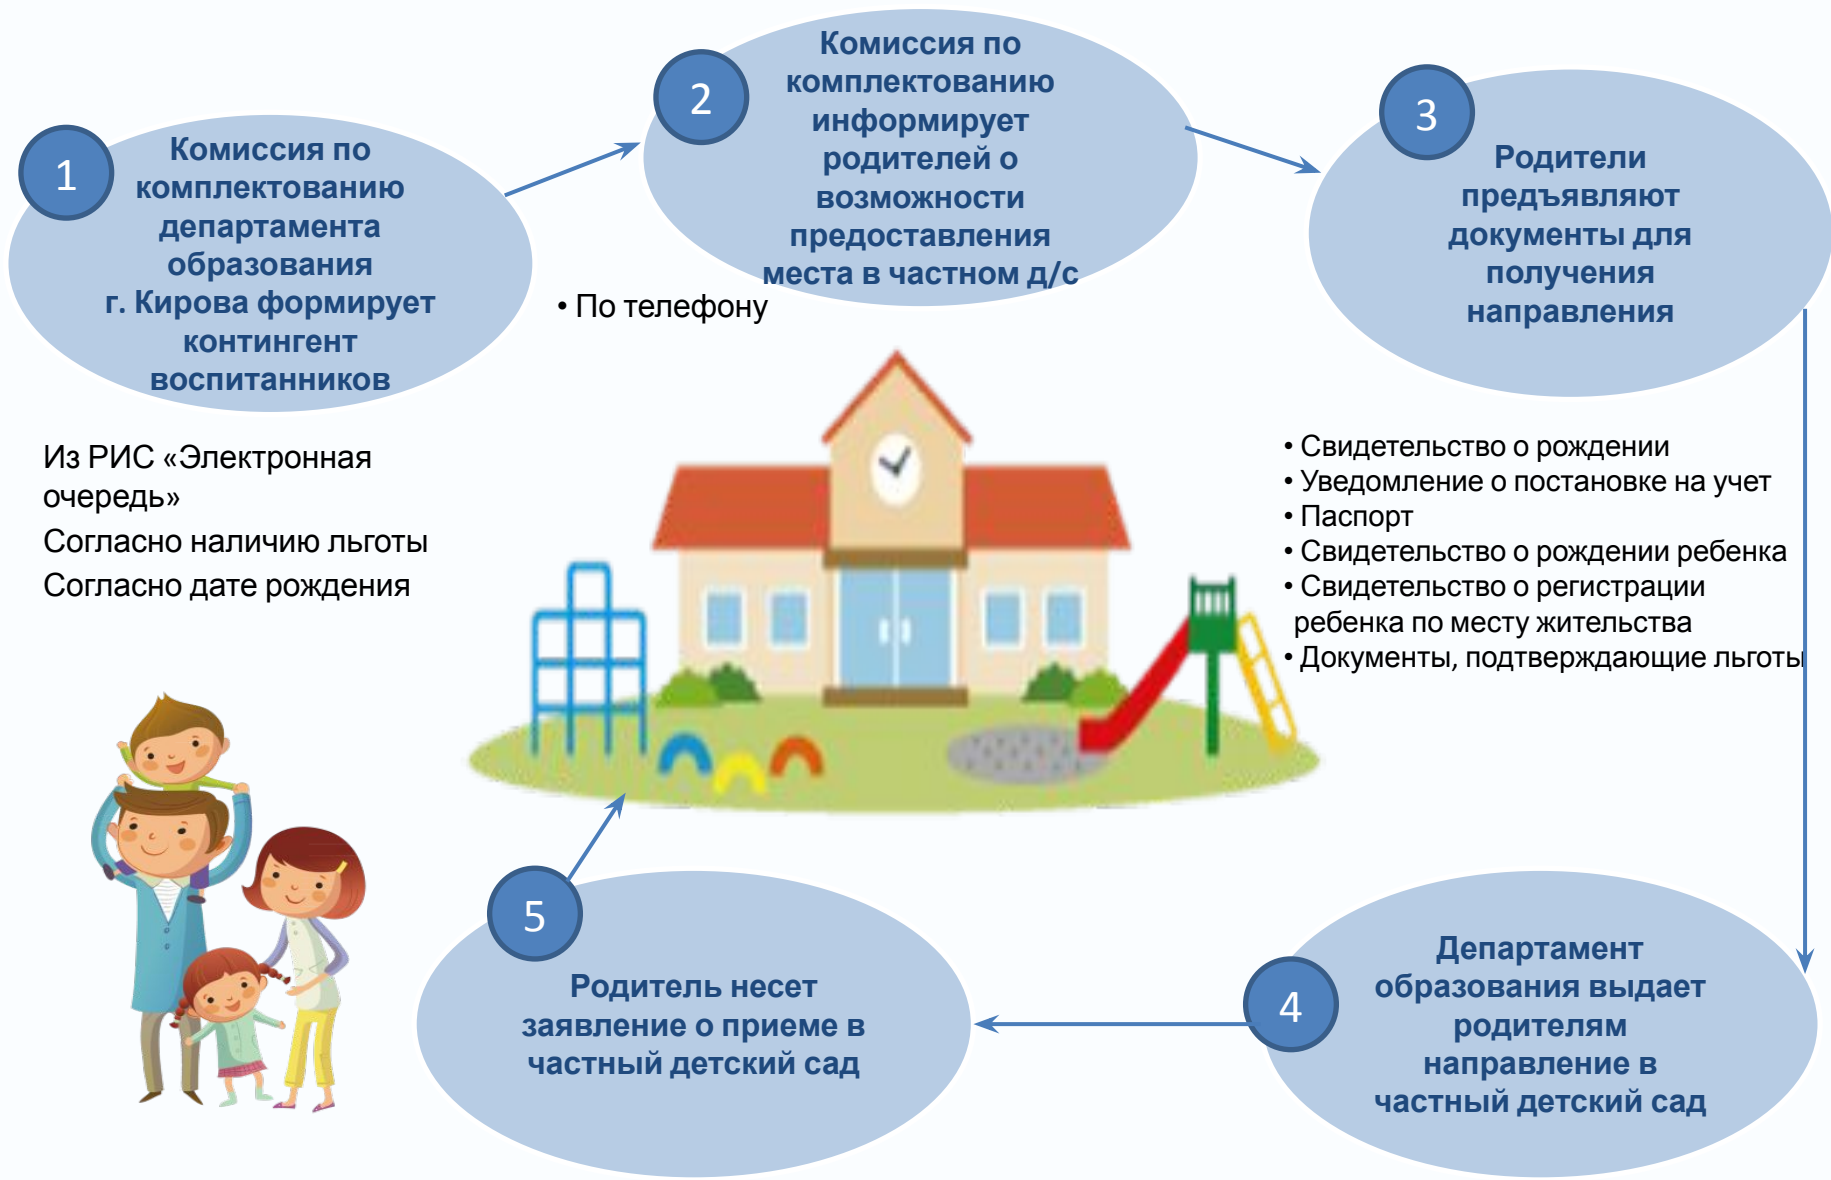 1
Комиссия по
комплектованию
департамента
образования
г. Кирова формирует
контингент
воспитанников
Из РИС «Электронная
очередь»
Согласно наличию льготы
Согласно дате рождения
2
Комиссия по
комплектованию
информирует
родителей о
возможности
предоставления
места в частном д/с
• По телефону
3
Родители
предъявляют
документы для
получения
направления
• Свидетельство о рождении
• Уведомление о постановке на учет
• Паспорт
• Свидетельство о рождении ребенка
• Свидетельство о регистрации
ребенка по месту жительства
• Документы, подтверждающие льготы
4
Департамент
образования выдает
родителям
направление в
частный детский сад
5
Родитель несет
заявление о приеме в
частный детский сад